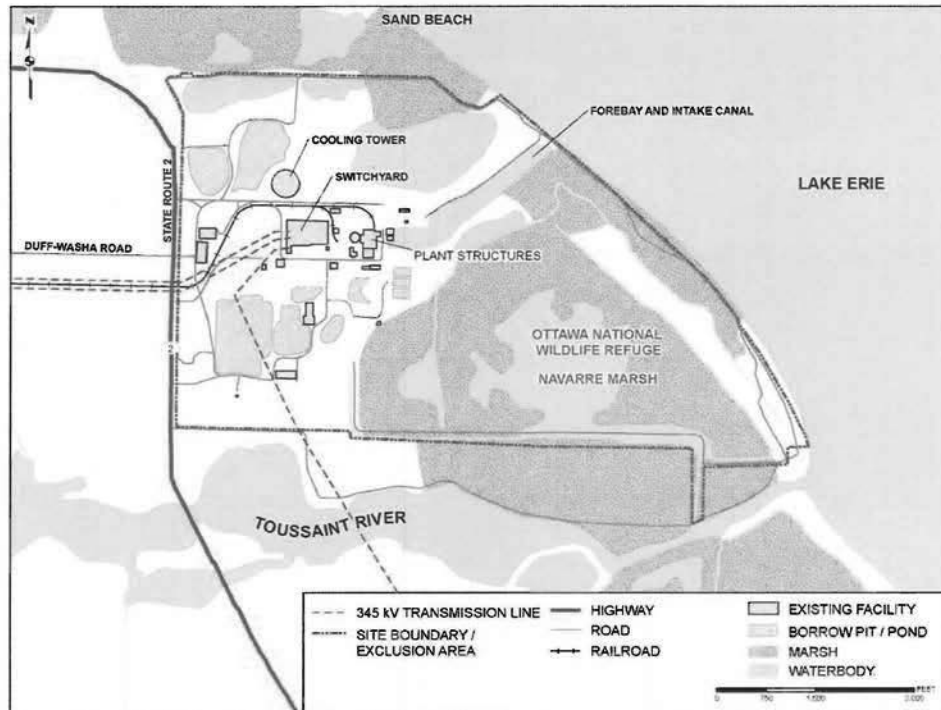 N
SAND BEACH
FOREBAY AND INTAKE CANAL
COOLING TOWER
SWITCHYARD
LAKE ERIE
STATE ROUTE 2
DUFF-WASHA ROAD
PLANT STRUCTURES
OTTAWA NATIONAL
WILDLIFE REFUGE
NAVARRE MARSH
TOUSSAINT RIVER
345 kV TRANSMISSION LINE
SITE BOUNDARY /
EXCLUSION AREA
HIGHWAY
ROAD
RAILROAD
EXISTING FACILITY
BORROW PIT / POND
MARSH
WATERBODY
FEET
0 750 1,500